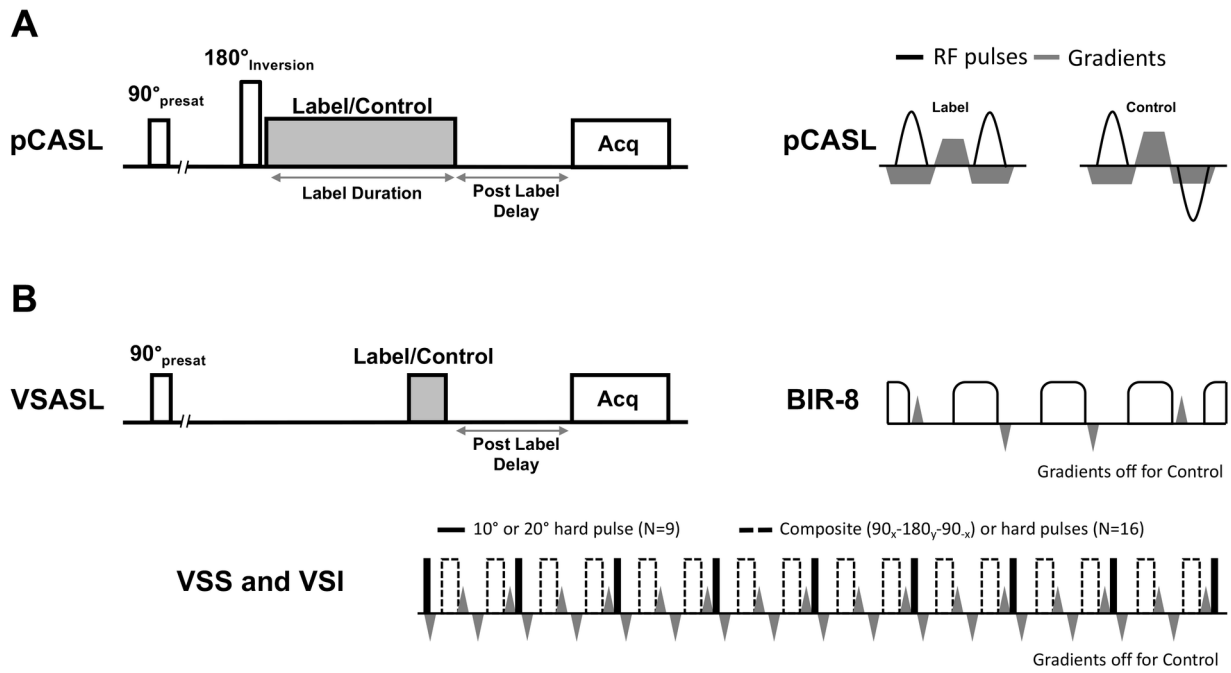 A
180°Inversion
90°presat
Label/Control
pCASL
Acq
Label Duration
Post Label
Delay
RF pulses
Gradients
Label
Control
pCASL
B
90°presat
Label/Control
VSASL
Acq
Post Label
Delay
BIR-8
Gradients off for Control
10° or 20° hard pulse (N=9)
Composite (90x-180y-90-x) or hard pulses (N=16)
VSS and VSI
Gradients off for Control